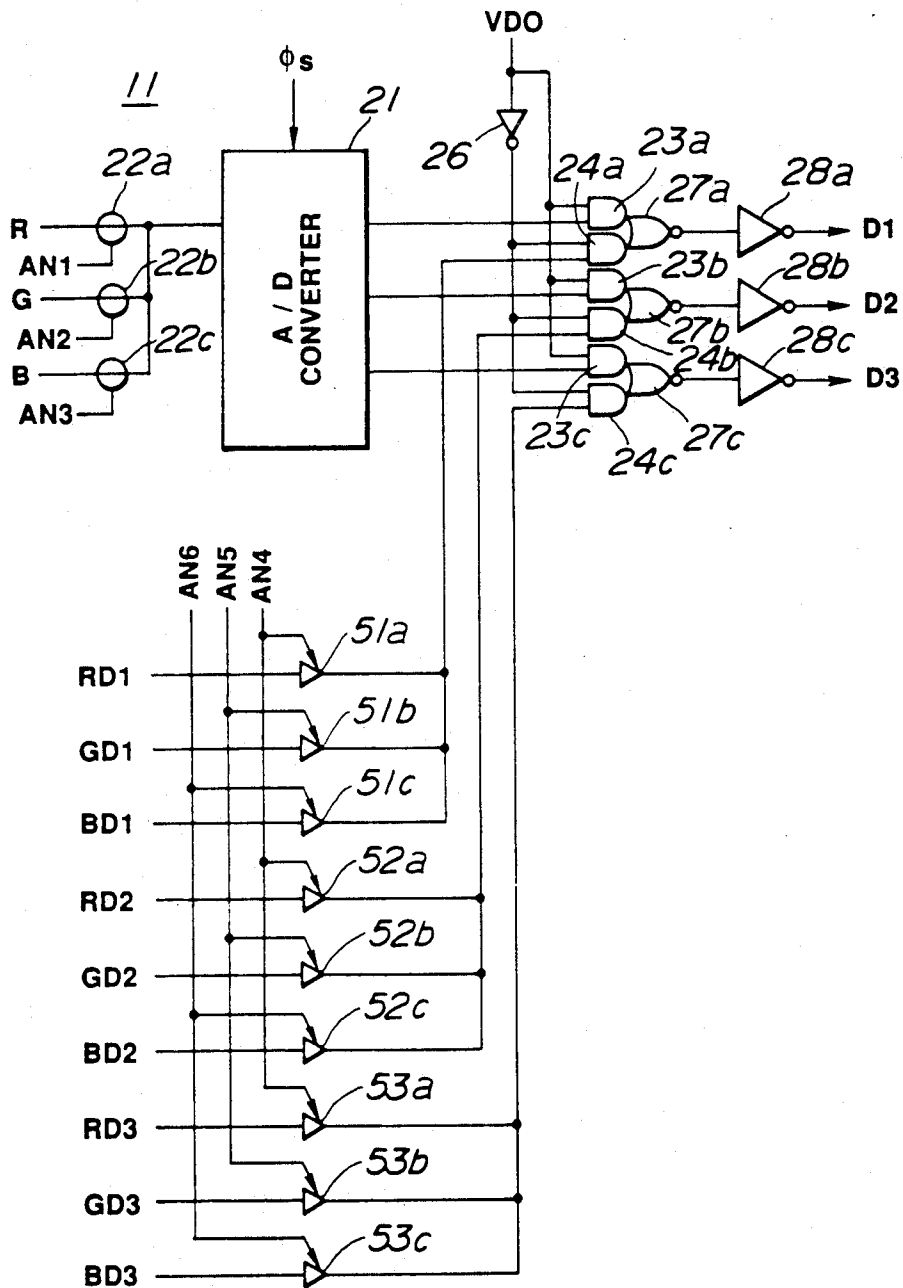 VDO
φs
11
21
26
23a
24a
27a
28a
22a
R
AN1
D1
22b
G
AN2
23b
28b
D2
22c
B
AN3
27b
24b
28c
D3
A/D
CONVERTER
23c
24c
27c
AN6
AN5
AN4
51a
RD1
51b
GD1
51c
BD1
52a
RD2
52b
GD2
52c
BD2
53a
RD3
53b
GD3
53c
BD3